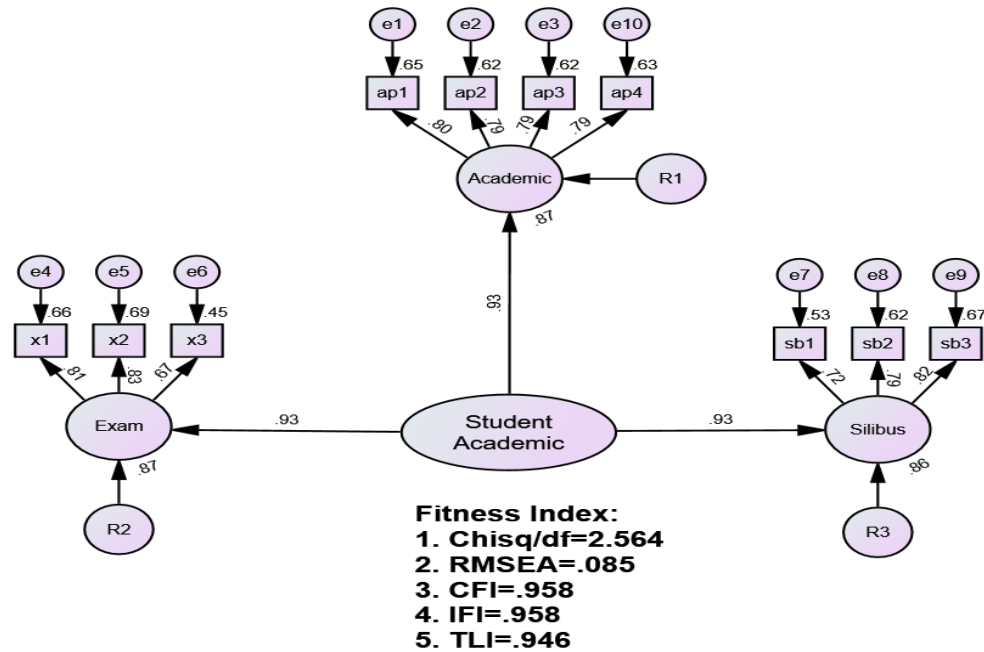 e1
e2
e3
e10
.65
.62
.62
.63
ap1
ap2
ap3
ap4
.80
.79
.79
.79
Academic
R1
.87
.93
e4
e5
e6
.66
.69
.45
x1
x2
x3
.81
.83
.67
Exam
.87
R2
.93
Student
Academic
.93
e7
e8
e9
.53
.62
.67
sb1
sb2
sb3
.72
.79
.82
Silibus
.86
R3
Fitness Index:
1. Chisq/df=2.564
2. RMSEA=.085
3. CFI=.958
4. IFI=.958
5. TLI=.946